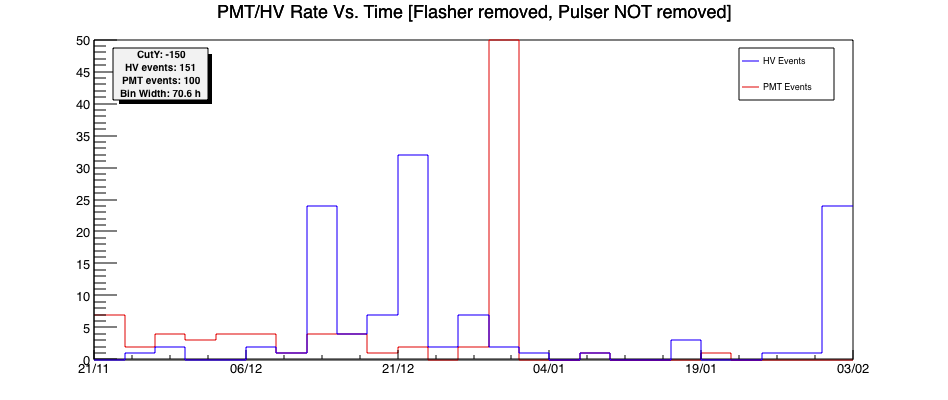 PMT/HV Rate Vs. Time [Flasher removed, Pulser NOT removed]
CutY: -150
HV events: 151
PMT events: 100
Bin Width: 70.6 h
HV Events
PMT Events
50
45
40
35
30
25
20
15
10
5
0
21/11 06/12 21/12 04/01 19/01 03/02